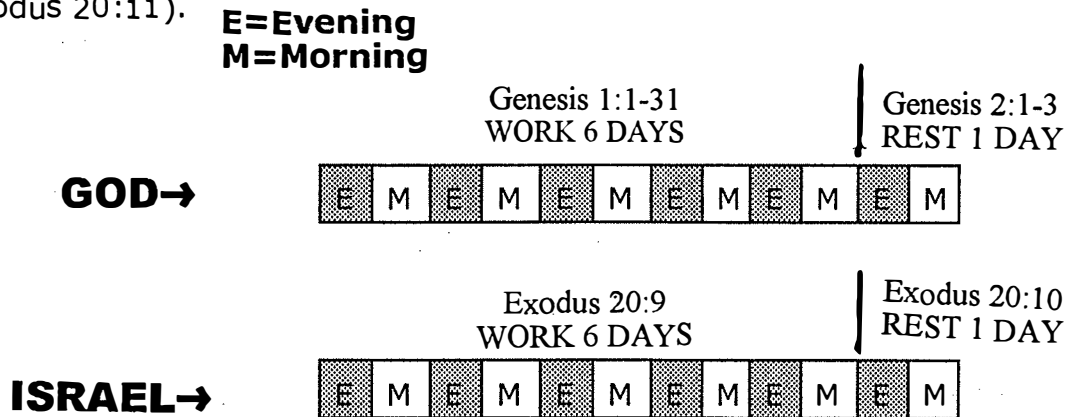 odus 20:11).
E=Evening
M=Morning
Genesis 1:1-31
WORK 6 DAYS
Genesis 2:1-3
REST 1 DAY
GOD→ E M E M E M E M E M E M
Exodus 20:9
WORK 6 DAYS
Exodus 20:10
REST 1 DAY
ISRAEL→ E M E M E M E M E M E M